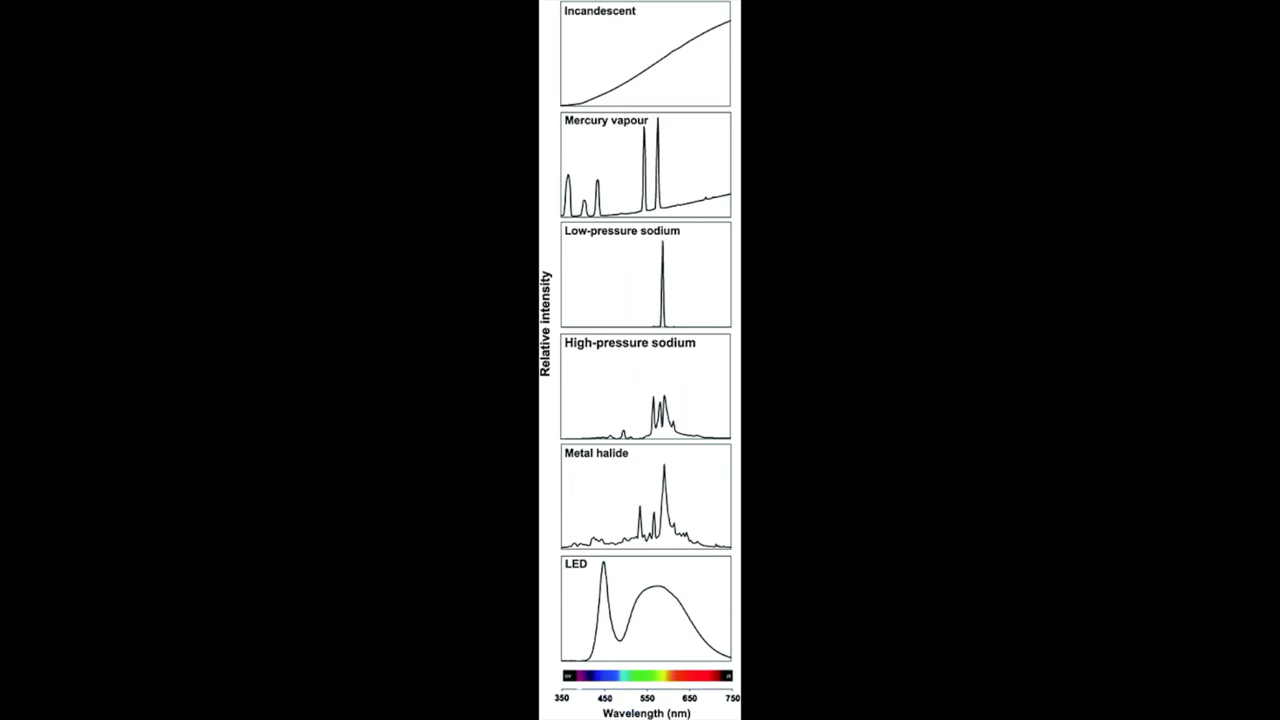 Incandescent
Mercury vapour
Low-pressure sodium
Relative intensity
High-pressure sodium
Metal halide
LED
UV IR
350 450 550 650 750
Wavelength (nm)